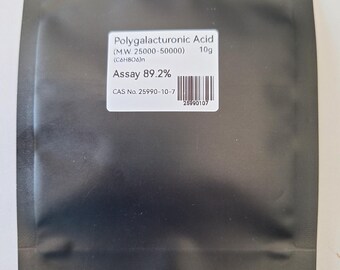 Polygalacturonic Acid
(M.W. 25000-50000) 10g
(C6H8O6)n
Assay 89.2%
CAS No. 25990-10-7
25990107